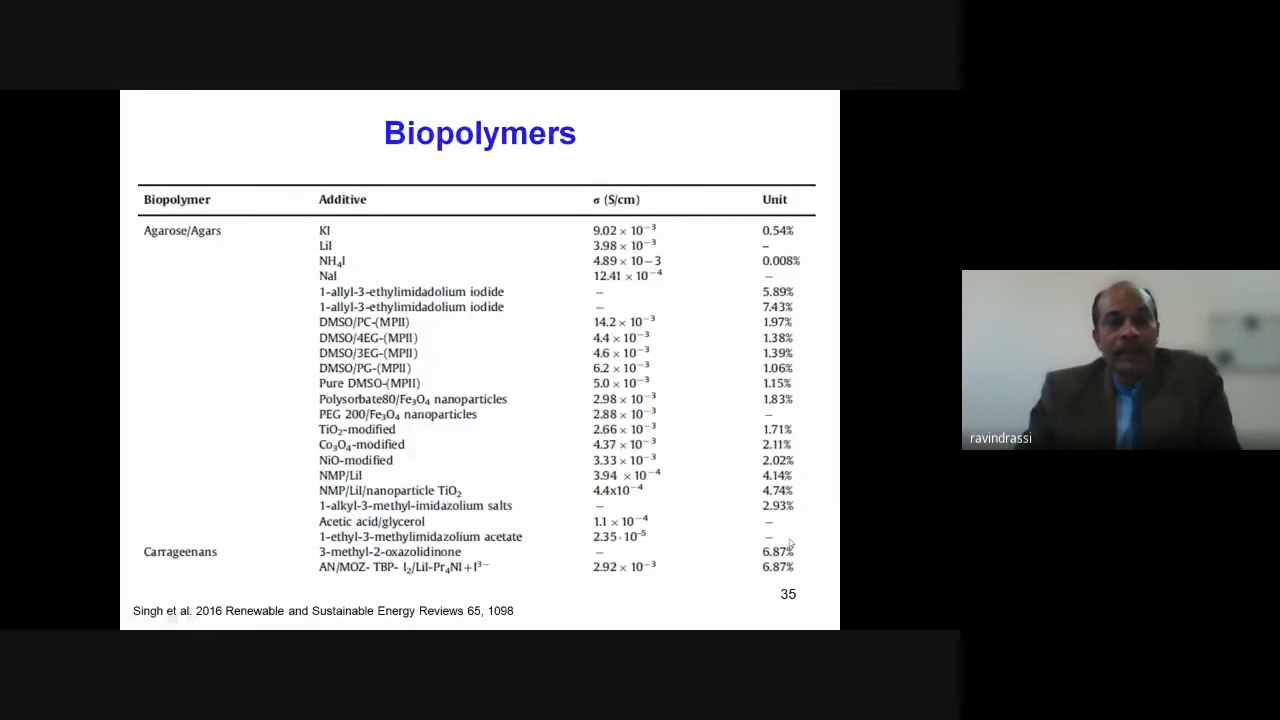 Biopolymers
Biopolymer Additive σ (S/cm) Unit
Agarose/Agars KI 9.02 × 10⁻³ 0.54%
LiI 3.98 × 10⁻³ –
NH₄I 4.89 × 10−3 0.008%
NaI 12.41 × 10⁻⁴ –
1-allyl-3-ethylimidadolium iodide – 5.89%
1-allyl-3-ethylimidadolium iodide – 7.43%
DMSO/PC-(MPII) 14.2 × 10⁻³ 1.97%
DMSO/4EG-(MPII) 4.4 × 10⁻³ 1.38%
DMSO/3EG-(MPII) 4.6 × 10⁻³ 1.39%
DMSO/PG-(MPII) 6.2 × 10⁻³ 1.06%
Pure DMSO-(MPII) 5.0 × 10⁻³ 1.15%
Polysorbate80/Fe₃O₄ nanoparticles 2.98 × 10⁻³ 1.83%
PEG 200/Fe₃O₄ nanoparticles 2.88 × 10⁻³ –
TiO₂-modified 2.66 × 10⁻³ 1.71%
Co₃O₄-modified 4.37 × 10⁻³ 2.11%
NiO-modified 3.33 × 10⁻³ 2.02%
NMP/LiI 3.94 × 10⁻⁴ 4.14%
NMP/LiI/nanoparticle TiO₂ 4.4x10⁻⁴ 4.74%
1-alkyl-3-methyl-imidazolium salts – 2.93%
Acetic acid/glycerol 1.1 × 10⁻⁴ –
1-ethyl-3-methylimidazolium acetate 2.35·10⁻⁵ –
Carrageenans 3-methyl-2-oxazolidinone – 6.87%
AN/MOZ- TBP- I₂/LiI-Pr₄NI+I³⁻ 2.92 × 10⁻³ 6.87%
35
Singh et al. 2016 Renewable and Sustainable Energy Reviews 65, 1098
ravindrassi